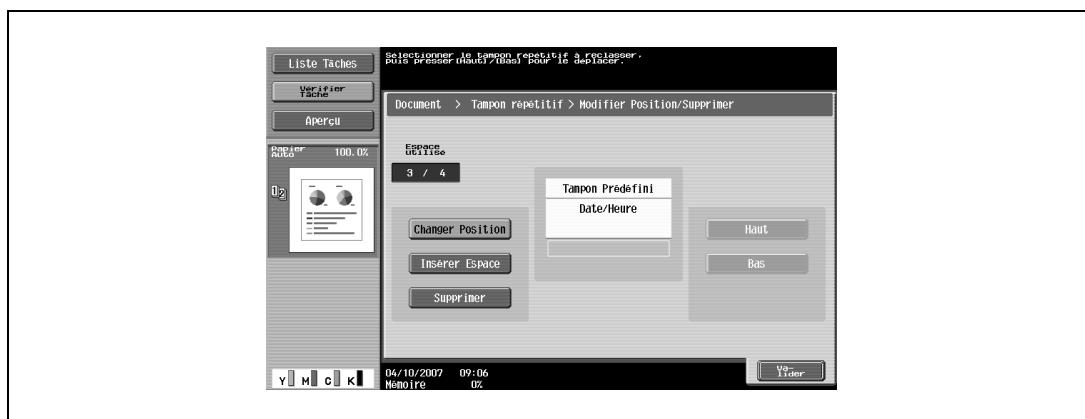 Liste Tâches
Vérifier
Tâche
Aperçu
Papier
Auto
100.0%
Sélectionner le tampon répétitif à reclasser,
puis presser[Haut]/[Bas] pour le déplacer.
Document > Tampon répétitif > Modifier Position/Supprimer
Espace
utilisé
3 / 4
Tampon Prédéfini
Date/Heure
Changer Position
Insérer Espace
Supprimer
Haut
Bas
Y M C K
04/10/2007 09:06
Mémoire 0%
Va-
lider